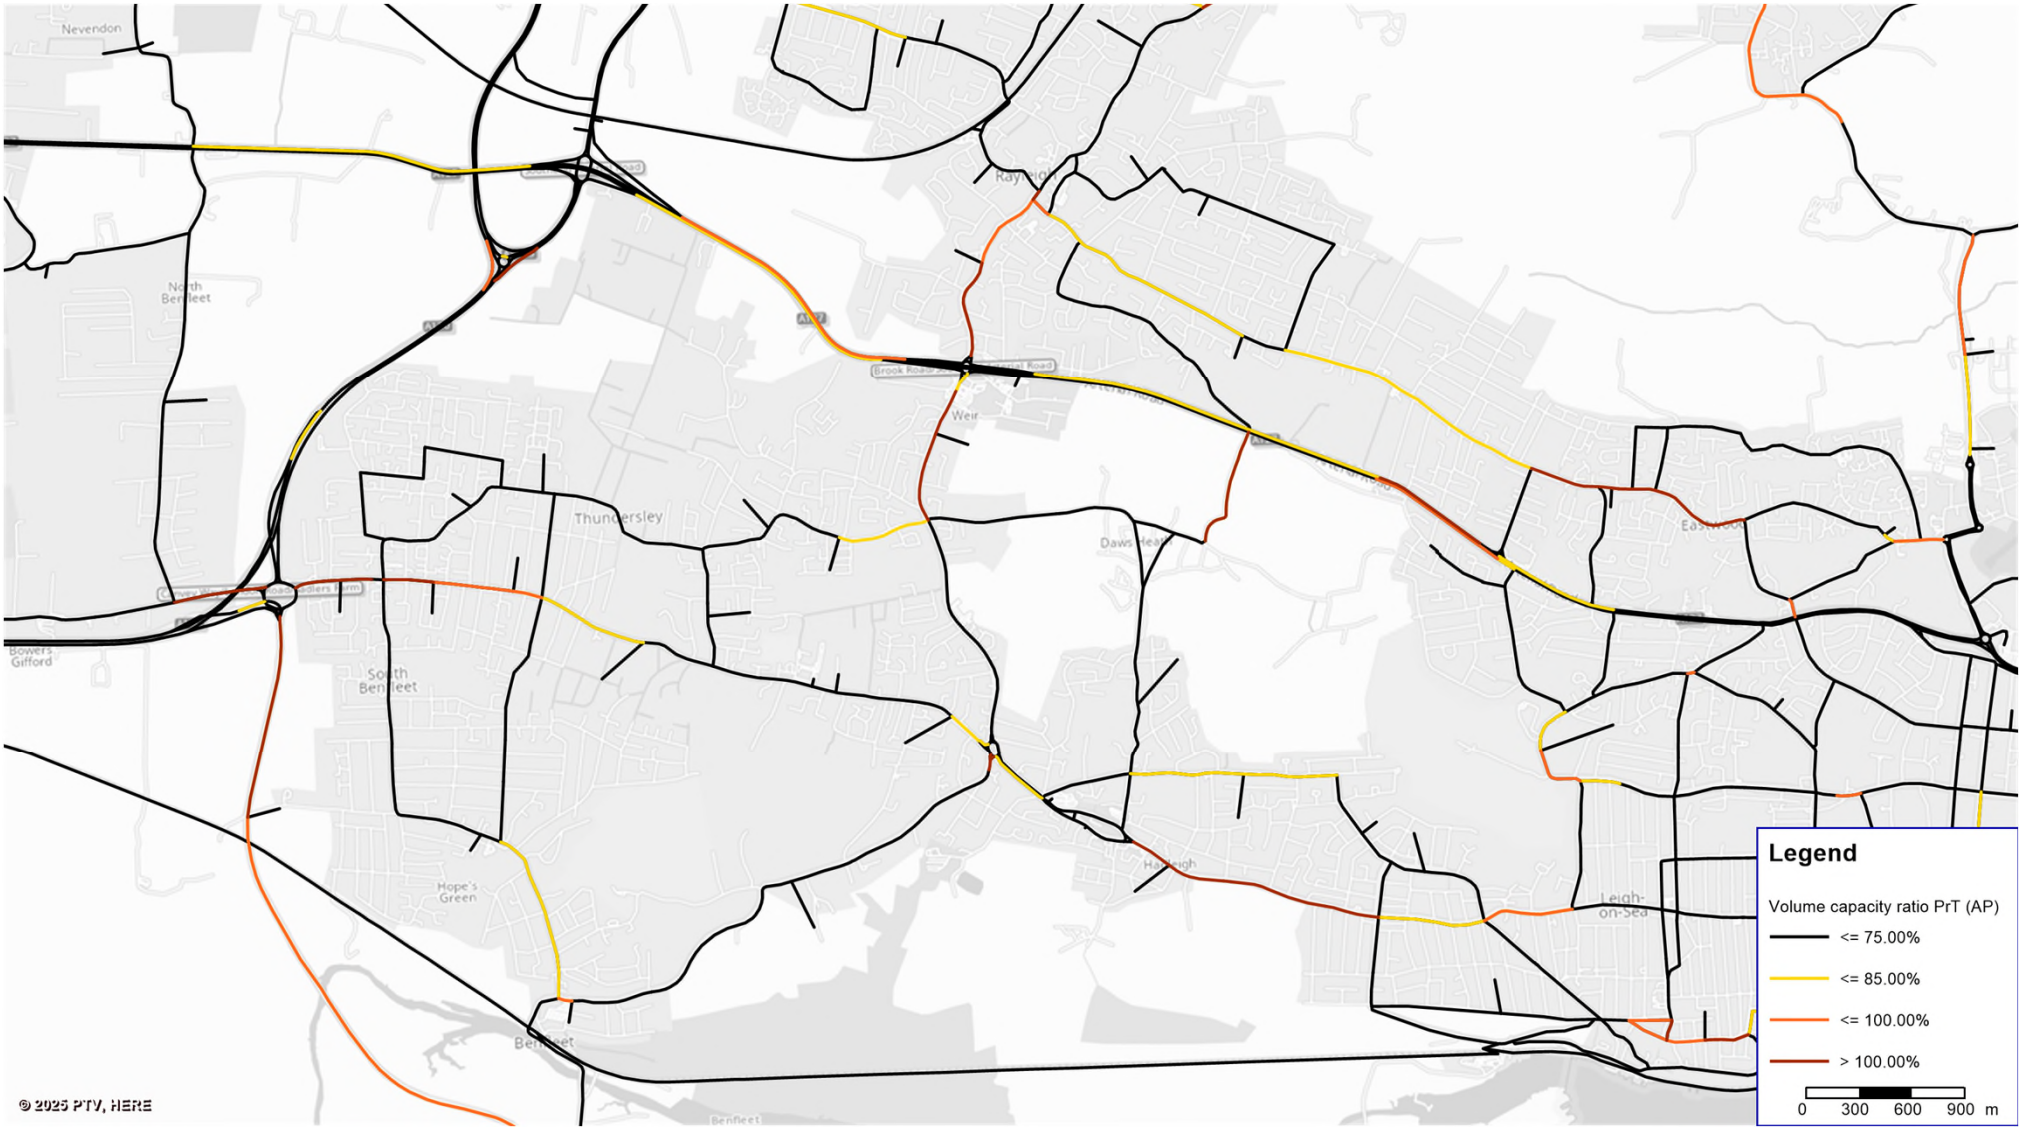 Nevendon
Rayleigh
North
Benfleet
A127
Weir
Thundersley
Daws Heath
Eastwood
Bowers
Gifford
South
Benfleet
Hadleigh
Hope's
Green
Leigh-
on-Sea
Benfleet
Benfleet
Legend
Volume capacity ratio PrT (AP)
<= 75.00%
<= 85.00%
<= 100.00%
> 100.00%
0 300 600 900 m
© 2025 PTV, HERE